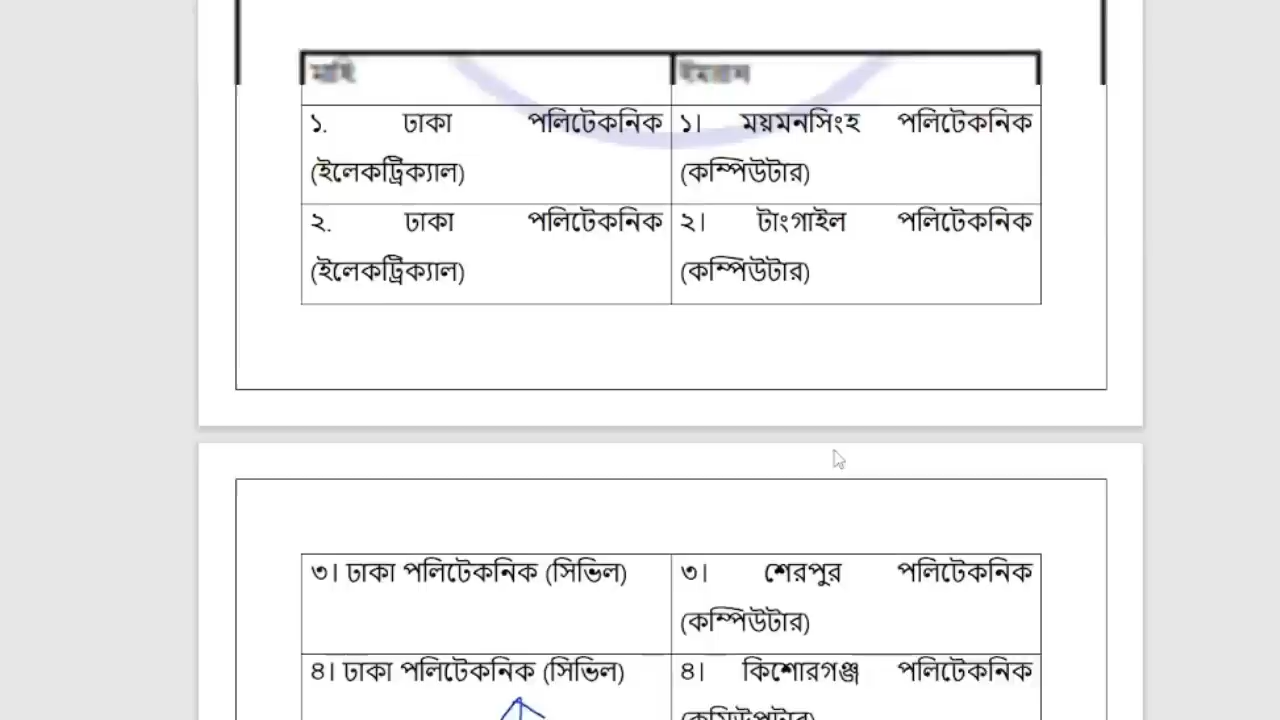 ১. ঢাকা পলিটেকনিক
(ইলেকট্রিক্যাল)
১। ময়মনসিংহ পলিটেকনিক
(কম্পিউটার)
২. ঢাকা পলিটেকনিক
(ইলেকট্রিক্যাল)
২। টাংগাইল পলিটেকনিক
(কম্পিউটার)
৩। ঢাকা পলিটেকনিক (সিভিল)
৩। শেরপুর পলিটেকনিক
(কম্পিউটার)
৪। ঢাকা পলিটেকনিক (সিভিল)
৪। কিশোরগঞ্জ পলিটেকনিক